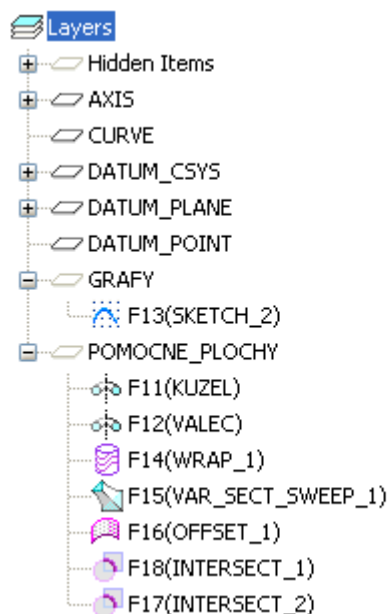 Layers
Hidden Items
AXIS
CURVE
DATUM_CSYS
DATUM_PLANE
DATUM_POINT
GRAFY
F13(SKETCH_2)
POMOCNE_PLOCHY
F11(KUZEL)
F12(VALEC)
F14(WRAP_1)
F15(VAR_SECT_SWEEP_1)
F16(OFFSET_1)
F18(INTERSECT_1)
F17(INTERSECT_2)